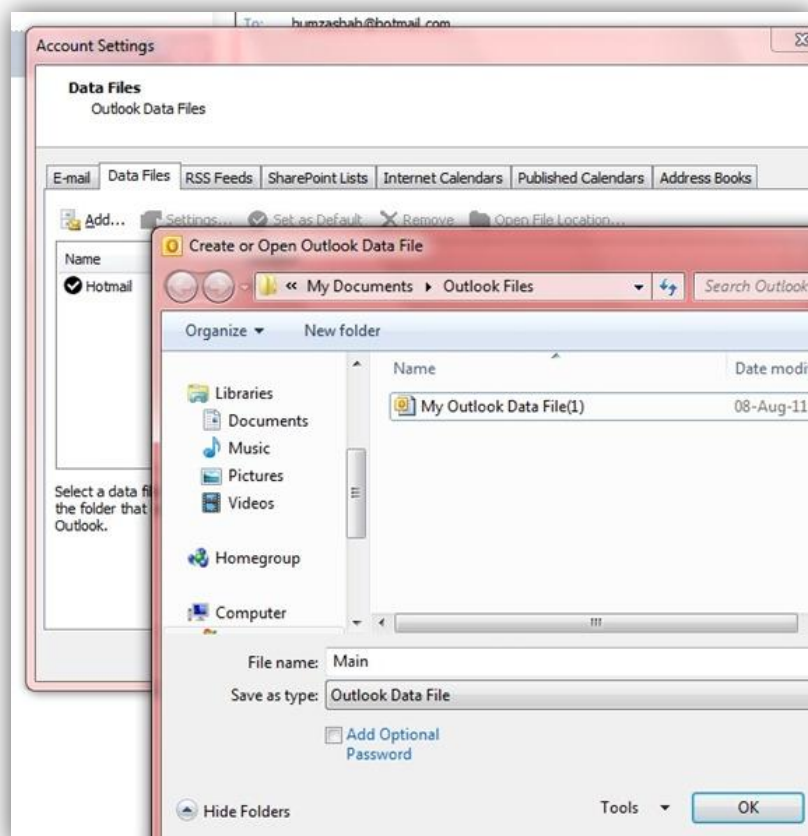 To: humzashah@hotmail.com
Account Settings
Data Files
Outlook Data Files
E-mail Data Files RSS Feeds SharePoint Lists Internet Calendars Published Calendars Address Books
Add... Settings... Set as Default Remove Open File Location...
Name
Hotmail
Select a data fil
the folder that
Outlook.
Create or Open Outlook Data File
« My Documents Outlook Files Search Outlook
Organize New folder
Libraries
Documents
Music
Pictures
Videos
Homegroup
Computer
Name Date modi
My Outlook Data File(1) 08-Aug-11
File name: Main
Save as type: Outlook Data File
Add Optional
Password
Hide Folders Tools OK